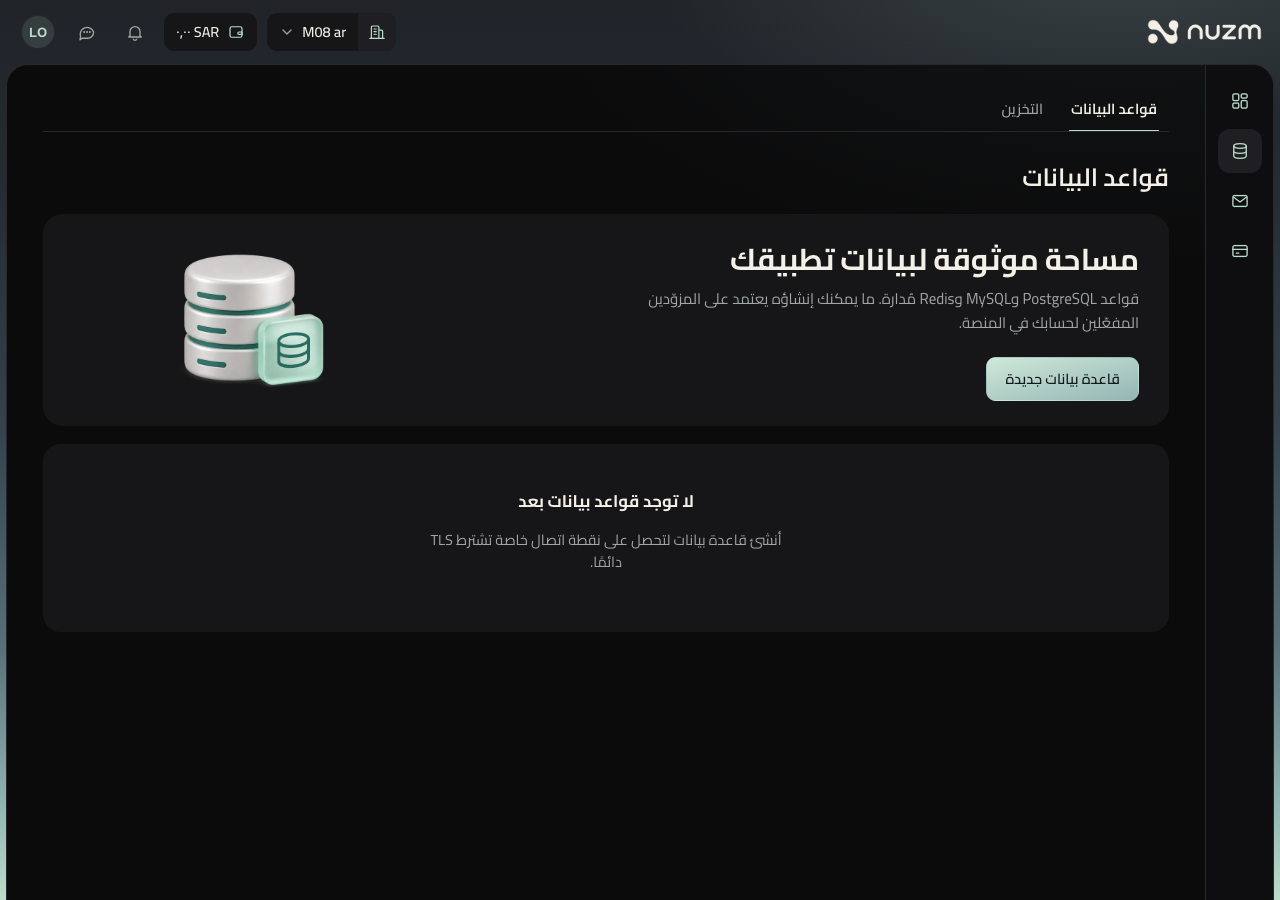 nuzm
M08 ar
٠٫٠٠ SAR
LO
قواعد البيانات
التخزين
قواعد البيانات
مساحة موثوقة لبيانات تطبيقك
قواعد PostgreSQL وMySQL وRedis مُدارة. ما يمكنك إنشاؤه يعتمد على المزوّدين
المفعّلين لحسابك في المنصة.
قاعدة بيانات جديدة
لا توجد قواعد بيانات بعد
أنشئ قاعدة بيانات لتحصل على نقطة اتصال خاصة تشترط TLS
دائمًا.